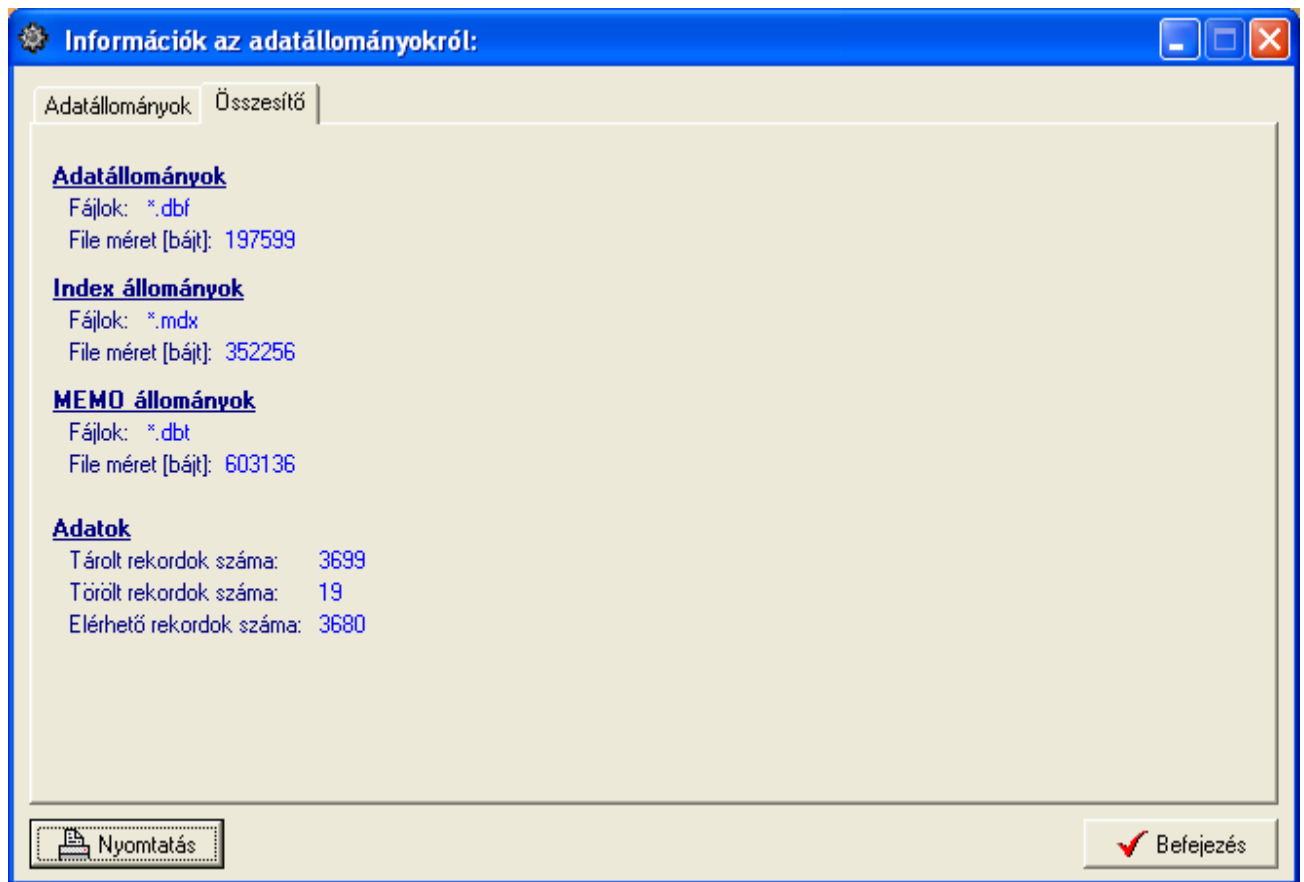 Információk az adatállományokról:
Adatállományok Összesítő
Adatállományok
Fájlok: *.dbf
File méret [bájt]: 197599
Index állományok
Fájlok: *.mdx
File méret [bájt]: 352256
MEMO állományok
Fájlok: *.dbt
File méret [bájt]: 603136
Adatok
Tárolt rekordok száma: 3699
Törölt rekordok száma: 19
Elérhető rekordok száma: 3680
Nyomtatás Befejezés